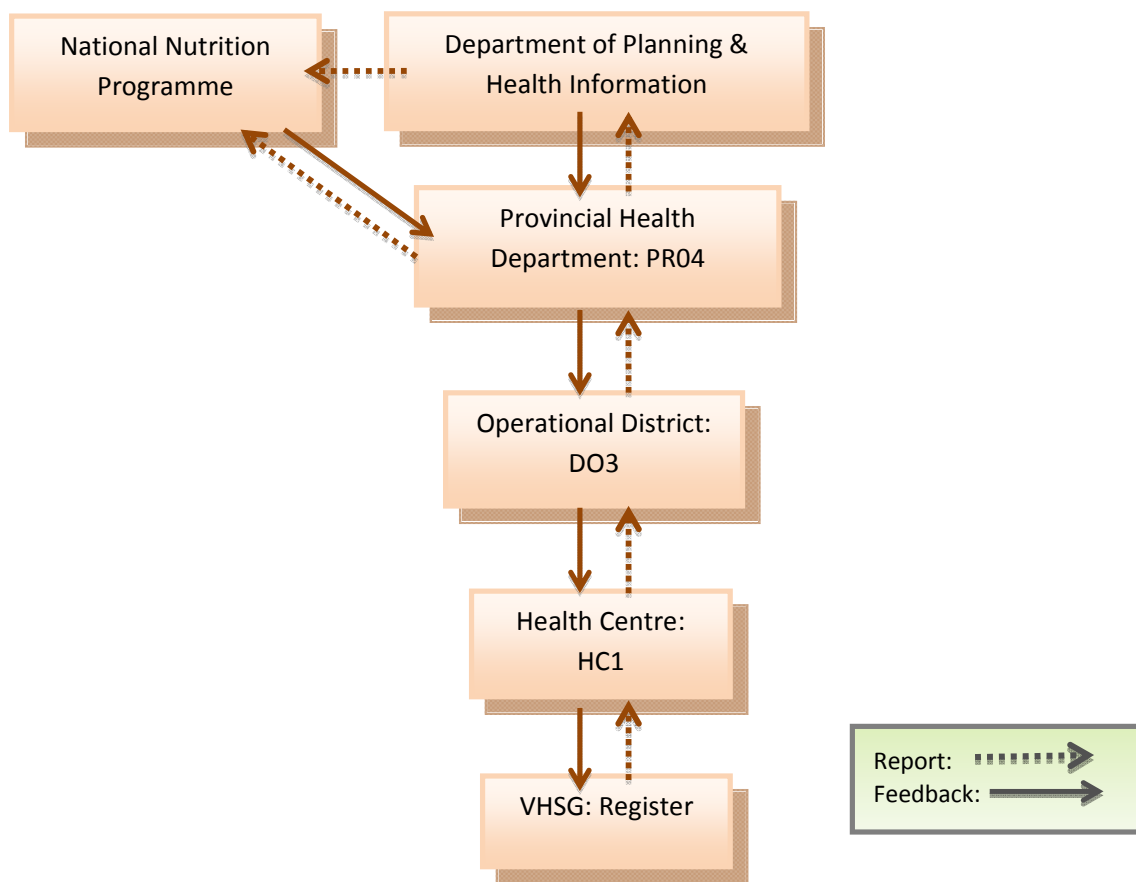 National Nutrition
Programme
Department of Planning &
Health Information
Provincial Health
Department: PR04
Operational District:
DO3
Health Centre:
HC1
VHSG: Register
Report:
Feedback: